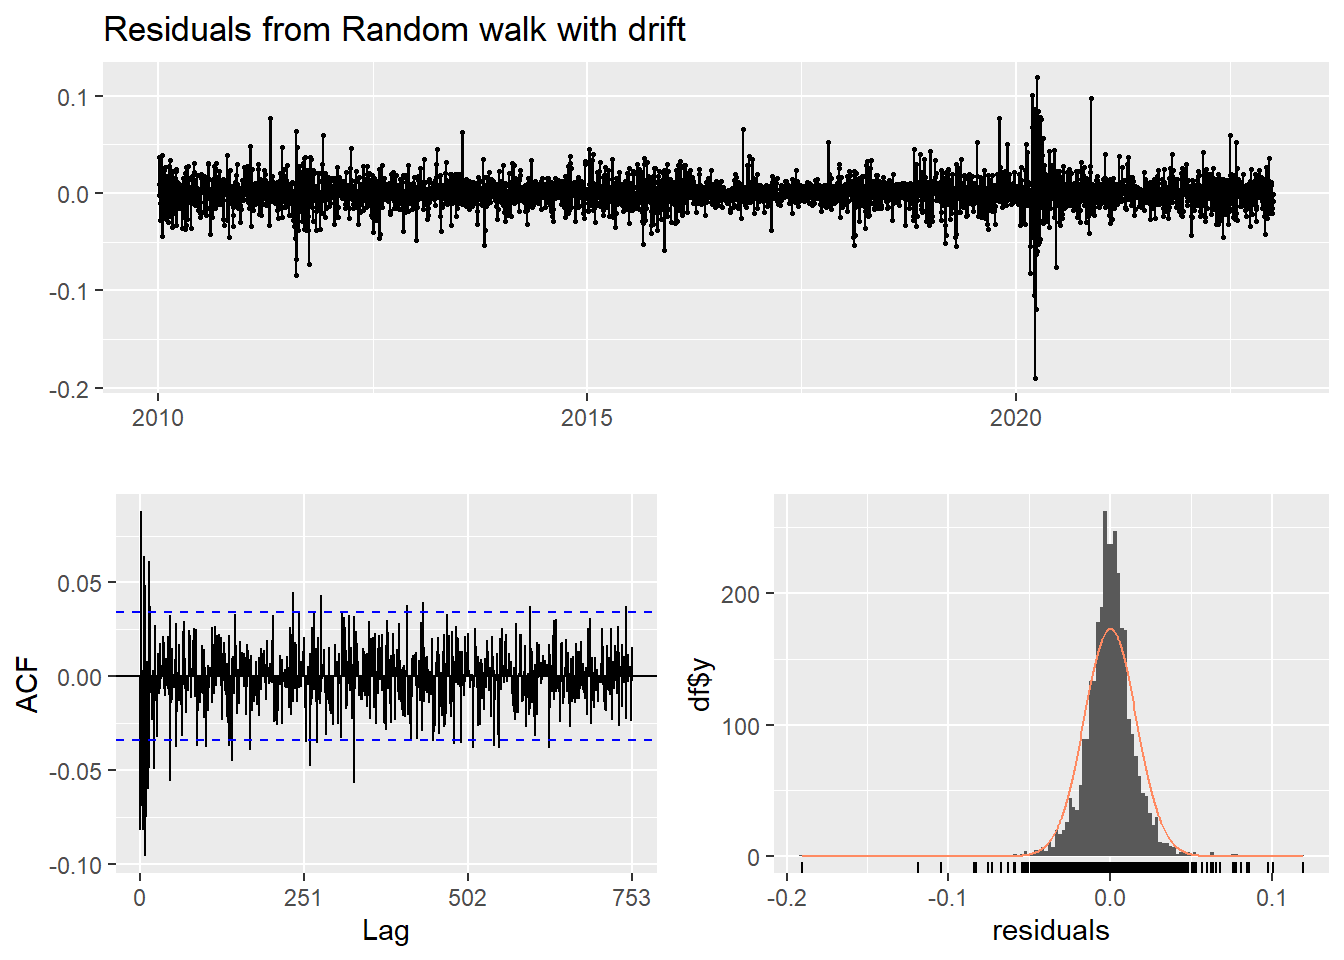 Residuals from Random walk with drift
0.1
0.0
-0.1
-0.2
2010 2015 2020
ACF
0.05
0.00
-0.05
-0.10
0 251 502 753
Lag
df$y
200
100
0
-0.2 -0.1 0.0 0.1
residuals